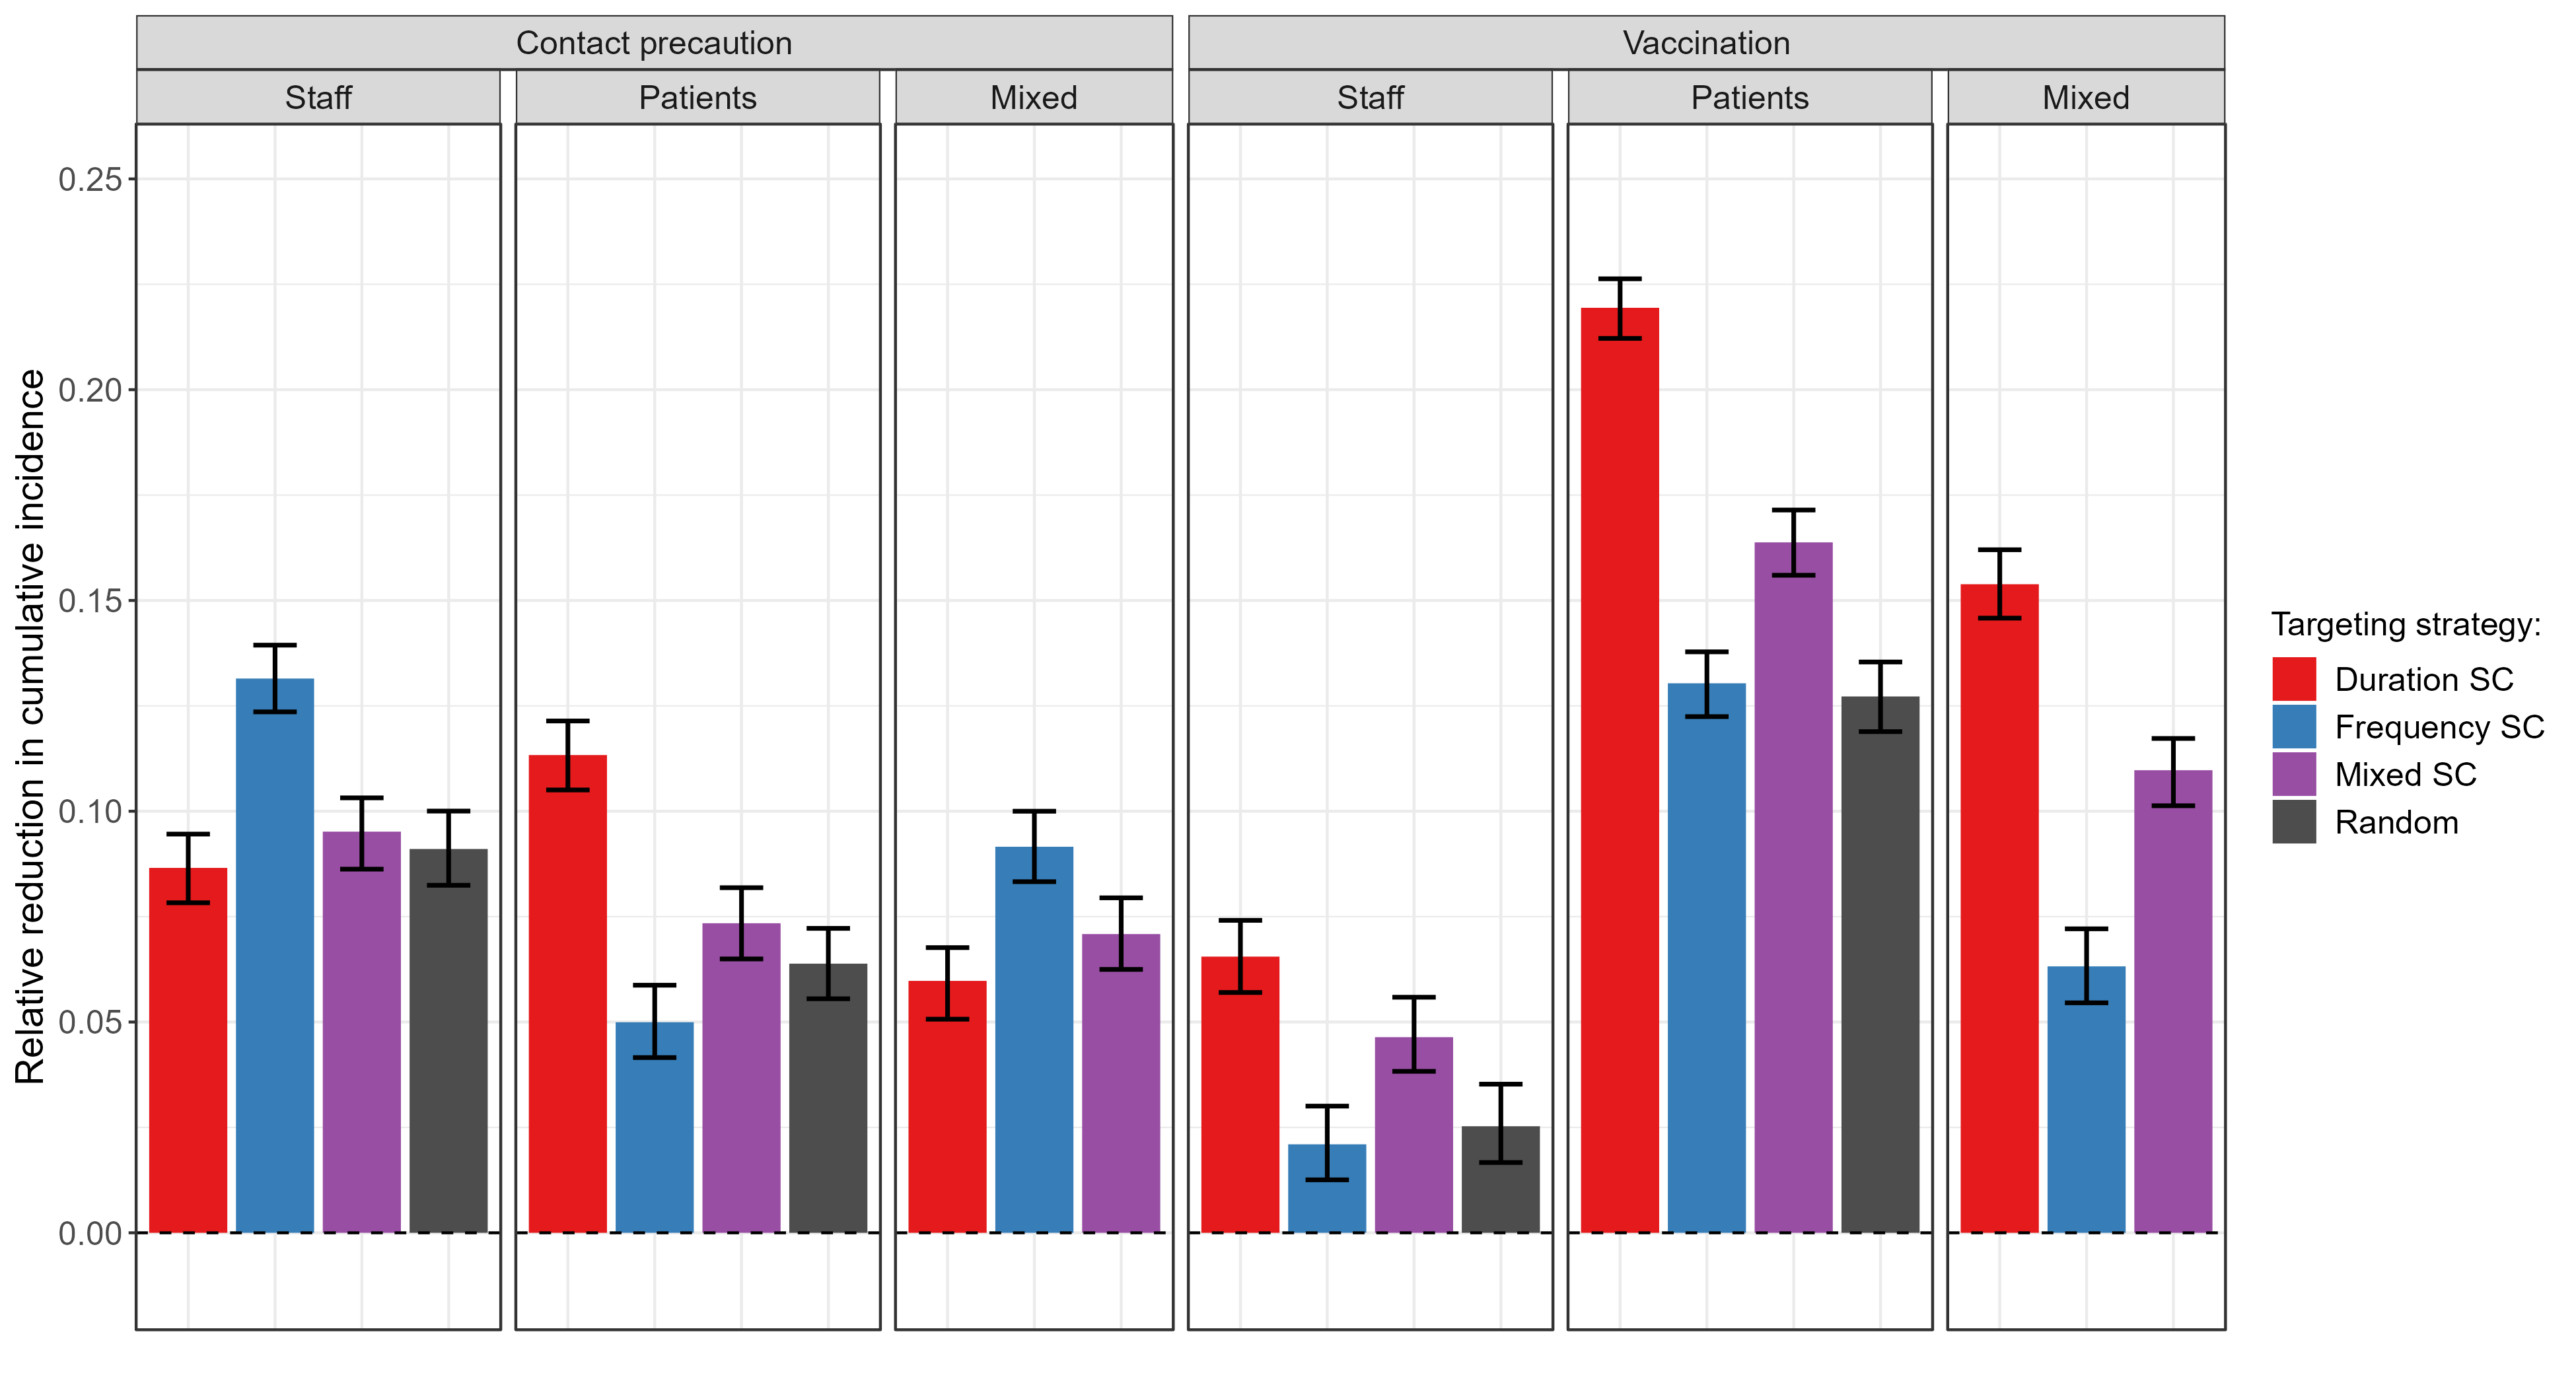 Contact precaution
Vaccination
Staff
Patients
Mixed
Staff
Patients
Mixed
Relative reduction in cumulative incidence
0.25
0.20
0.15
0.10
0.05
0.00
Targeting strategy:
Duration SC
Frequency SC
Mixed SC
Random